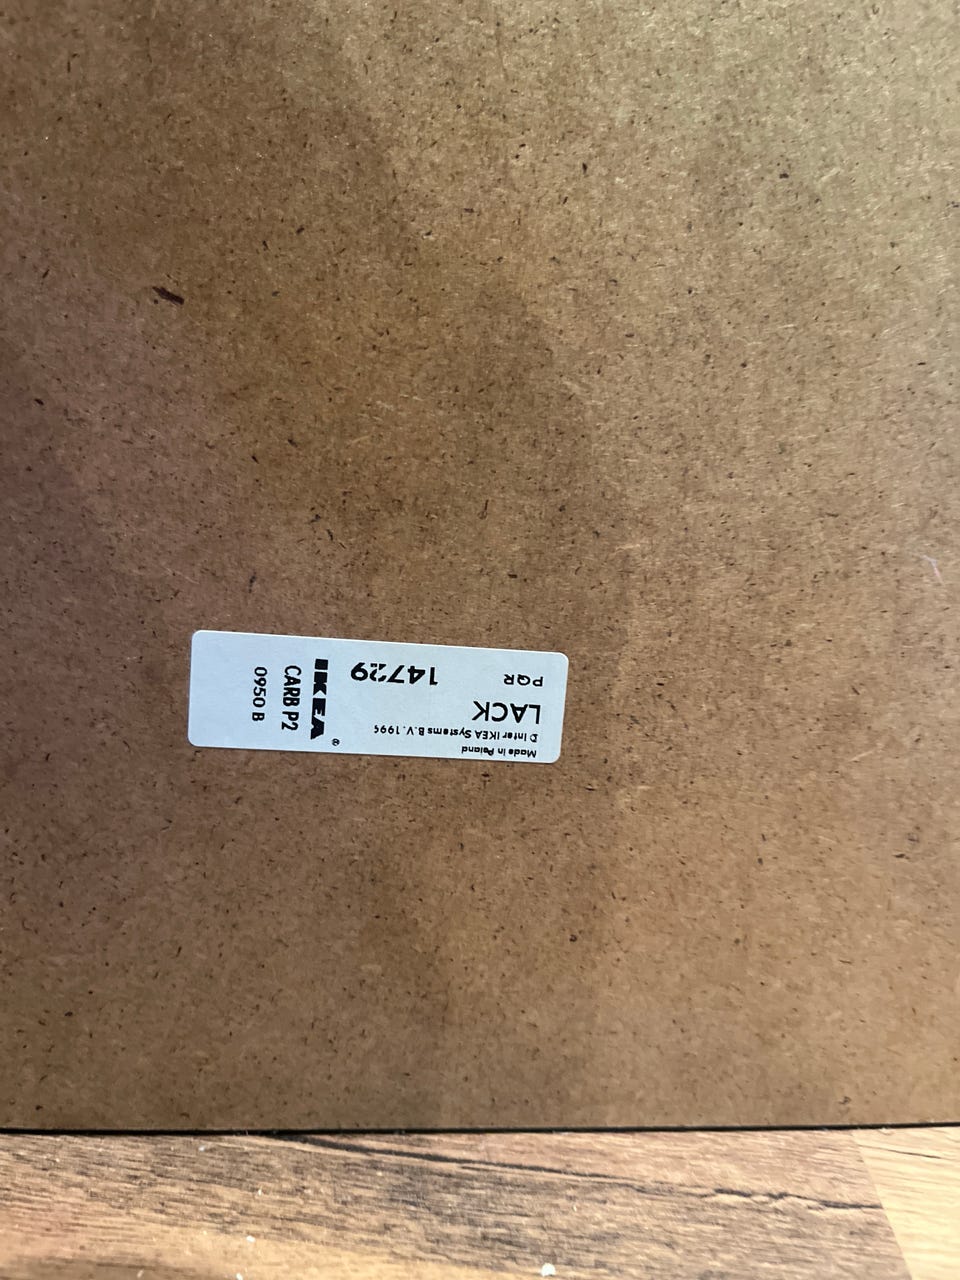 Made in Poland
© Inter IKEA Systems B.V. 1995
LACK
PQR 14729
IKEA®
CARB P2
0950 B